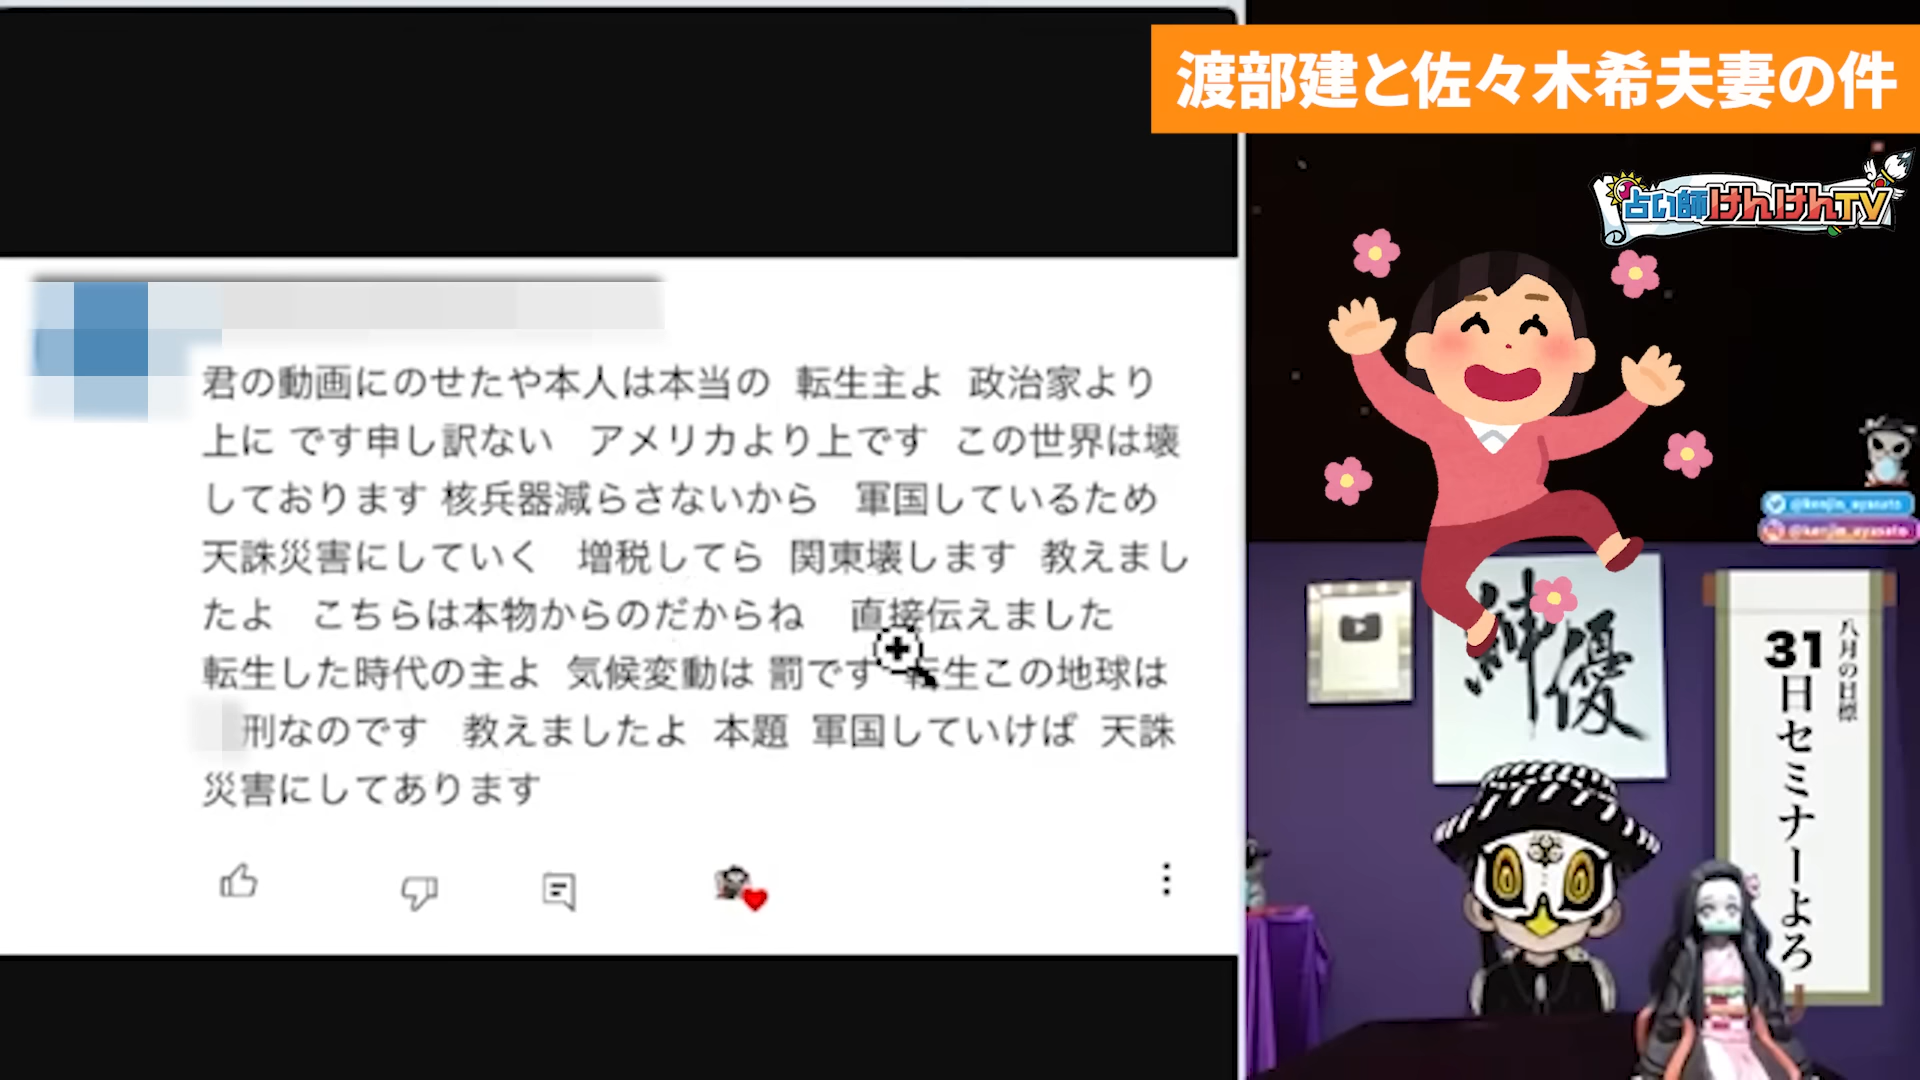 渡部建と佐々木希夫妻の件
占い師けんけんTV
君の動画にのせたや本人は本当の 転生主よ 政治家より
上に です申し訳ない アメリカより上です この世界は壊
しております 核兵器減らさないから 軍国しているため
天誅災害にしていく 増税してら 関東壊します 教えまし
たよ こちらは本物からのだからね 直接伝えました
転生した時代の主よ 気候変動は 罰です 転生この地球は
刑なのです 教えましたよ 本題 軍国していけば 天誅
災害にしてあります
@kenjin_ayasato
@kenjin_ayasato
八月の目標
31日セミナーよろ
優